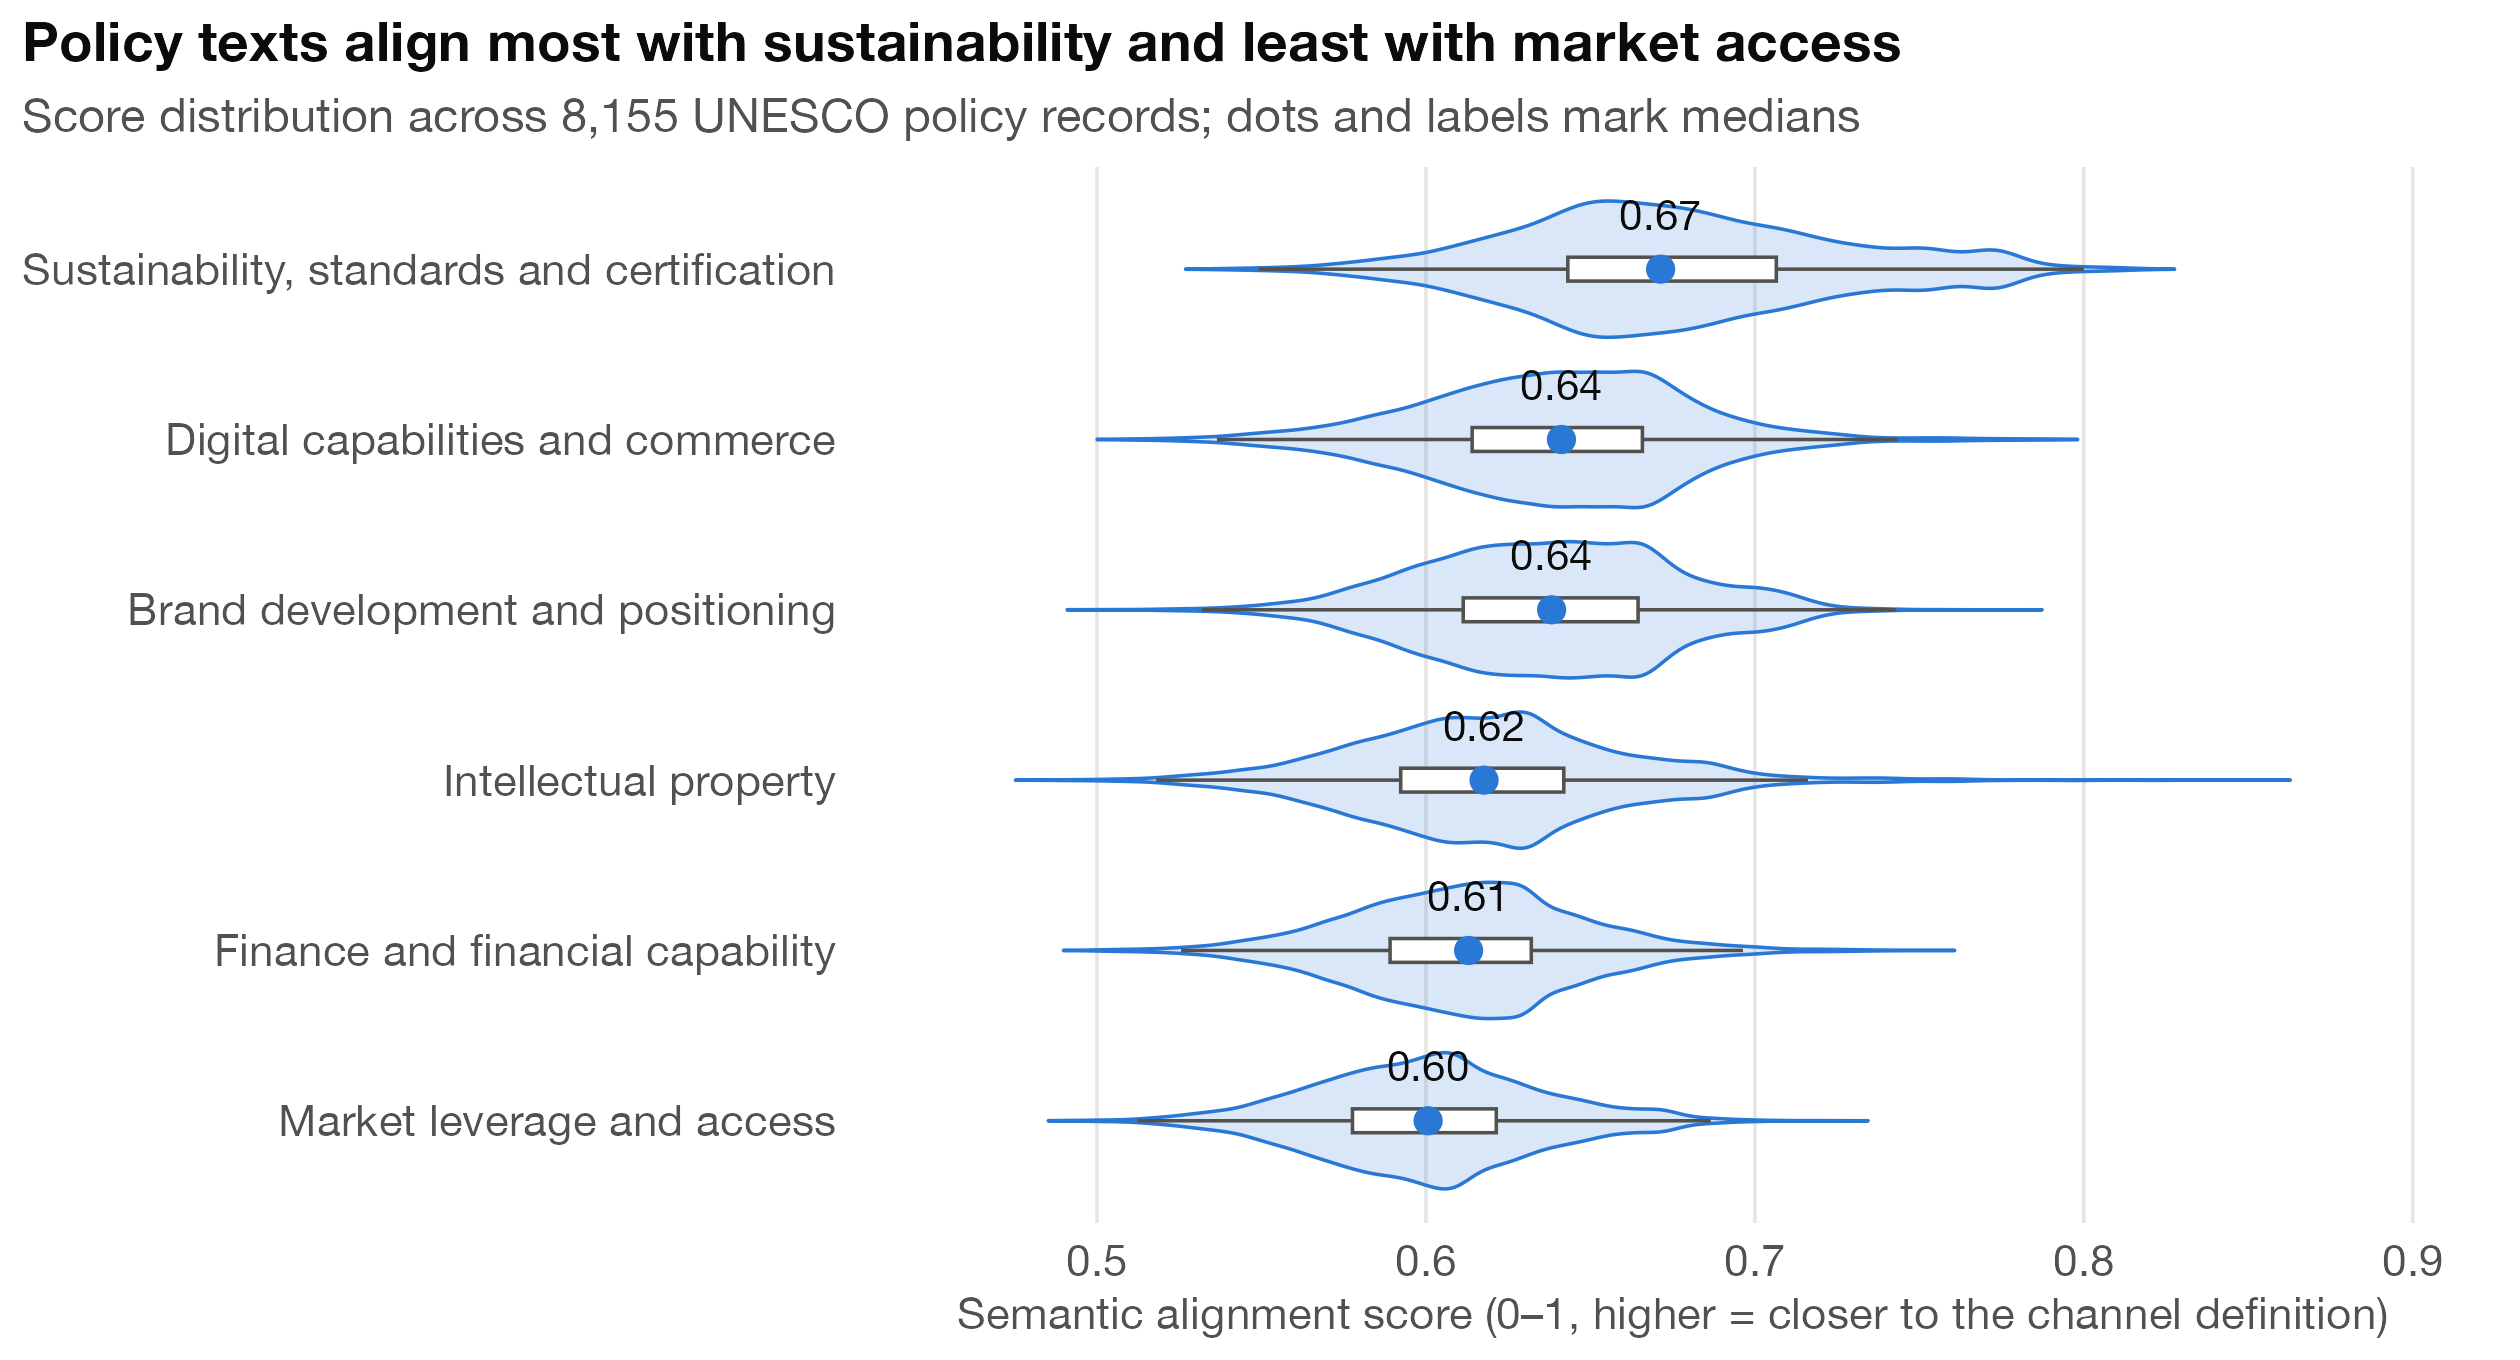 Policy texts align most with sustainability and least with market access
Score distribution across 8,155 UNESCO policy records; dots and labels mark medians
0.67
Sustainability, standards and certification
0.64
Digital capabilities and commerce
0.64
Brand development and positioning
0.62
Intellectual property
0.61
Finance and financial capability
0.60
Market leverage and access
0.5 0.6 0.7 0.8 0.9
Semantic alignment score (0–1, higher = closer to the channel definition)